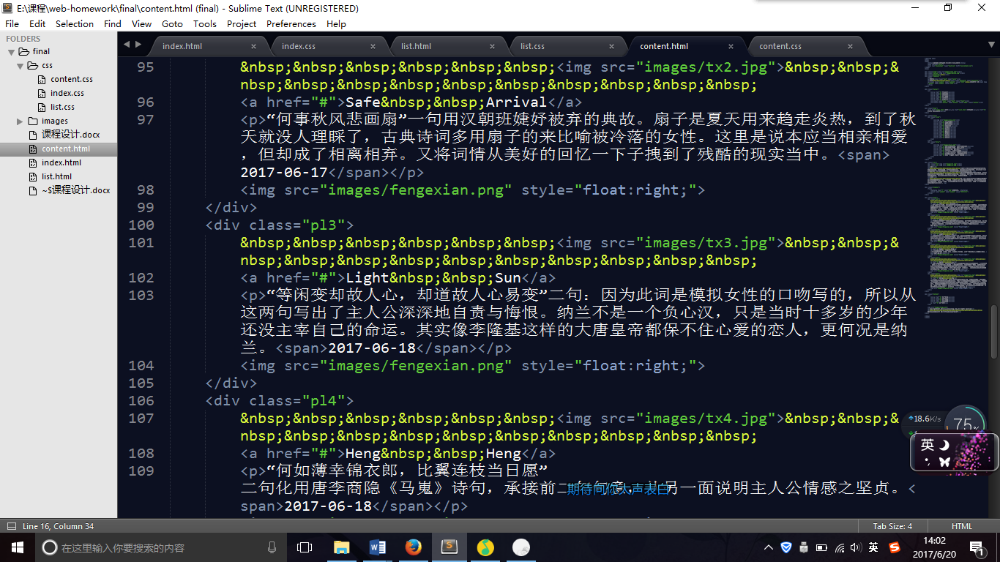 E:\课程\web-homework\final\content.html (final) - Sublime Text (UNREGISTERED)
File Edit Selection Find View Goto Tools Project Preferences Help
FOLDERS
final
css
content.css
index.css
list.css
images
课程设计.docx
content.html
index.html
list.html
~$课程设计.docx
index.html × index.css × list.html × list.css × content.html × content.css ×
95 &nbsp;&nbsp;&nbsp;&nbsp;&nbsp;&nbsp;<img src="images/tx2.jpg">&nbsp;&nbsp;&
nbsp;&nbsp;&nbsp;&nbsp;&nbsp;&nbsp;&nbsp;&nbsp;&nbsp;&nbsp;
96 <a href="#">Safe&nbsp;&nbsp;Arrival</a>
97 <p>“何事秋风悲画扇”一句用汉朝班婕妤被弃的典故。扇子是夏天用来趋走炎热，到了秋
天就没人理睬了，古典诗词多用扇子的来比喻被冷落的女性。这里是说本应当相亲相爱
，但却成了相离相弃。又将词情从美好的回忆一下子拽到了残酷的现实当中。<span>
2017-06-17</span></p>
98 <img src="images/fengexian.png" style="float:right;">
99 </div>
100 <div class="pl3">
101 &nbsp;&nbsp;&nbsp;&nbsp;&nbsp;&nbsp;<img src="images/tx3.jpg">&nbsp;&nbsp;&
nbsp;&nbsp;&nbsp;&nbsp;&nbsp;&nbsp;&nbsp;&nbsp;&nbsp;&nbsp;
102 <a href="#">Light&nbsp;&nbsp;Sun</a>
103 <p>“等闲变却故人心，却道故人心易变”二句：因为此词是模拟女性的口吻写的，所以从
这两句写出了主人公深深地自责与悔恨。纳兰不是一个负心汉，只是当时十多岁的少年
还没主宰自己的命运。其实像李隆基这样的大唐皇帝都保不住心爱的恋人，更何况是纳
兰。<span>2017-06-18</span></p>
104 <img src="images/fengexian.png" style="float:right;">
105 </div>
106 <div class="pl4">
107 &nbsp;&nbsp;&nbsp;&nbsp;&nbsp;&nbsp;<img src="images/tx4.jpg">&nbsp;&nbsp;&
nbsp;&nbsp;&nbsp;&nbsp;&nbsp;&nbsp;&nbsp;&nbsp;&nbsp;&nbsp;
108 <a href="#">Heng&nbsp;&nbsp;Heng</a>
109 <p>“何如薄幸锦衣郎，比翼连枝当日愿”
二句化用唐李商隐《马嵬》诗句，承接前二 另一面说明主人公情感之坚贞。<
span>2017-06-18</span></p>
18.6K/s
75%
英
Line 16, Column 34 Tab Size: 4 HTML
在这里输入你要搜索的内容
英
14:02
2017/6/20
1